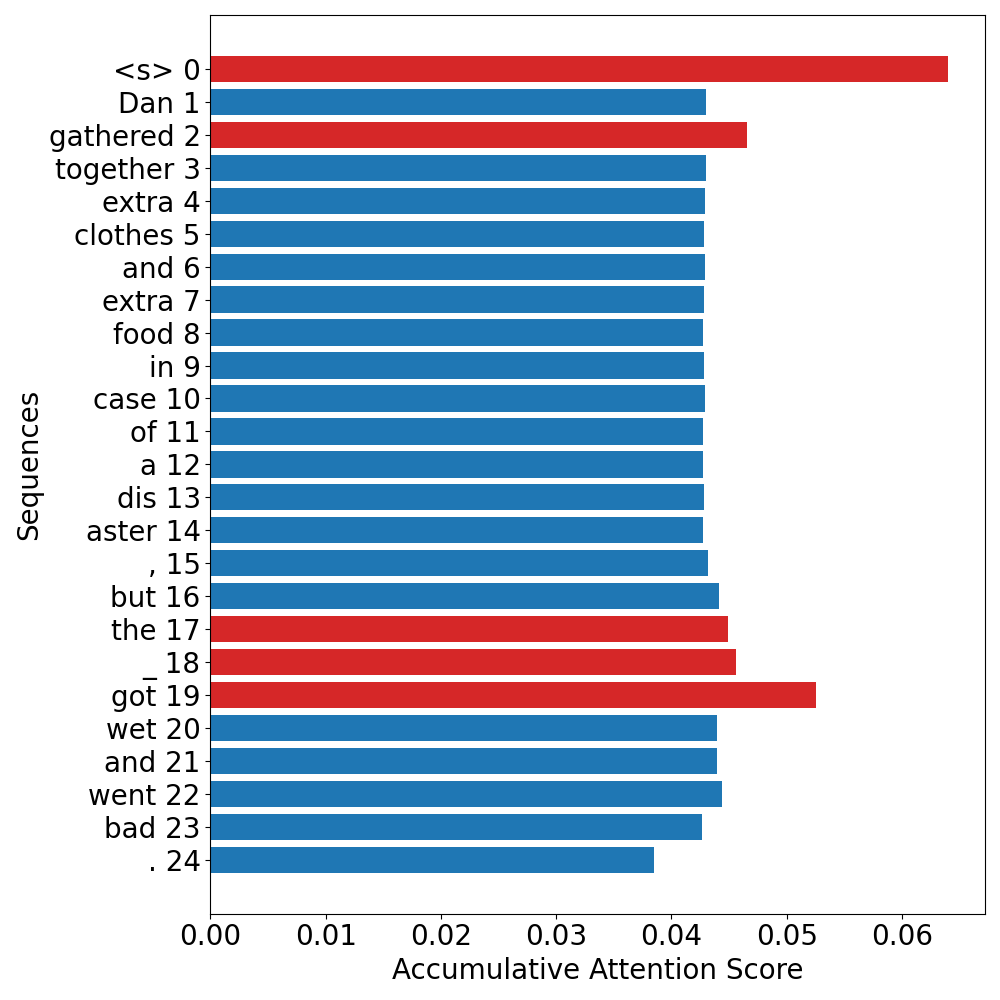 <s> 0
Dan 1
gathered 2
together 3
extra 4
clothes 5
and 6
extra 7
food 8
in 9
case 10
of 11
a 12
dis 13
aster 14
, 15
but 16
the 17
_ 18
got 19
wet 20
and 21
went 22
bad 23
. 24
Sequences
0.00 0.01 0.02 0.03 0.04 0.05 0.06
Accumulative Attention Score